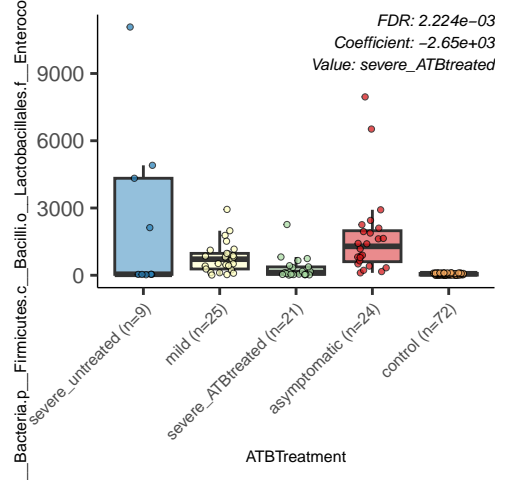 FDR: 2.224e−03
Coefficient: −2.65e+03
Value: severe_ATBtreated
__Bacteria.p__Firmicutes.c__Bacilli.o__Lactobacillales.f__Enteroco
9000
6000
3000
0
severe_untreated (n=9)
mild (n=25)
severe_ATBtreated (n=21)
asymptomatic (n=24)
control (n=72)
ATBTreatment